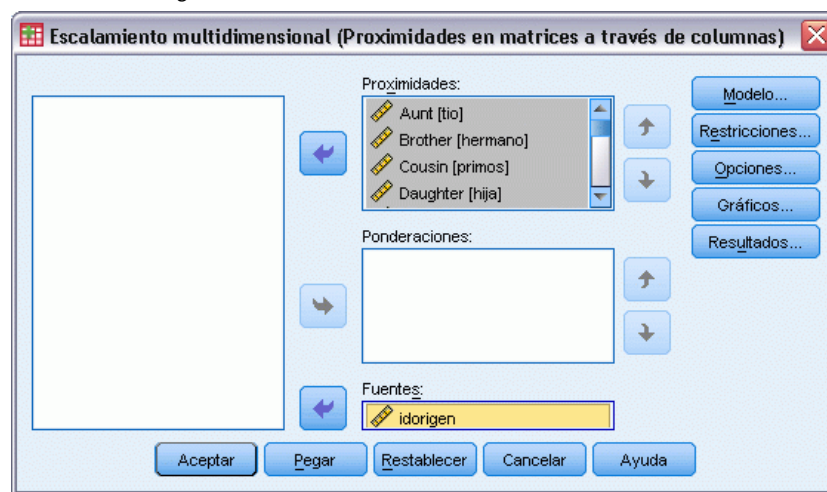 Escalamiento multidimensional (Proximidades en matrices a través de columnas)
Proximidades:
Aunt [tio]
Brother [hermano]
Cousin [primos]
Daughter [hija]
Ponderaciones:
Fuentes:
idorigen
Modelo...
Restricciones...
Opciones...
Gráficos...
Resultados...
Aceptar
Pegar
Restablecer
Cancelar
Ayuda